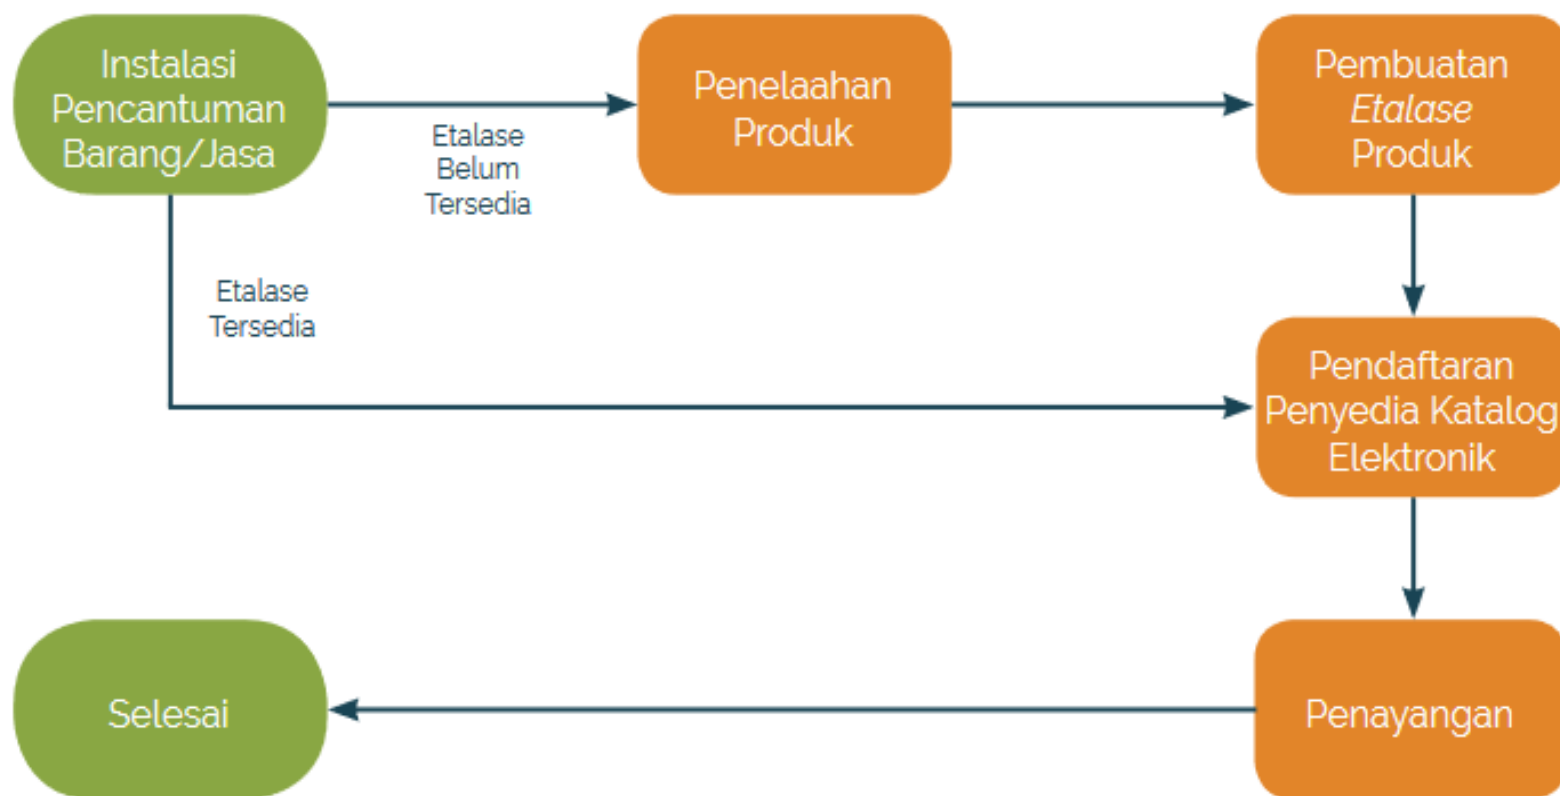 Instalasi
Pencantuman
Barang/Jasa
Etalase
Belum
Tersedia
Penelaahan
Produk
Pembuatan
Etalase
Produk
Etalase
Tersedia
Pendaftaran
Penyedia Katalog
Elektronik
Selesai
Penayangan